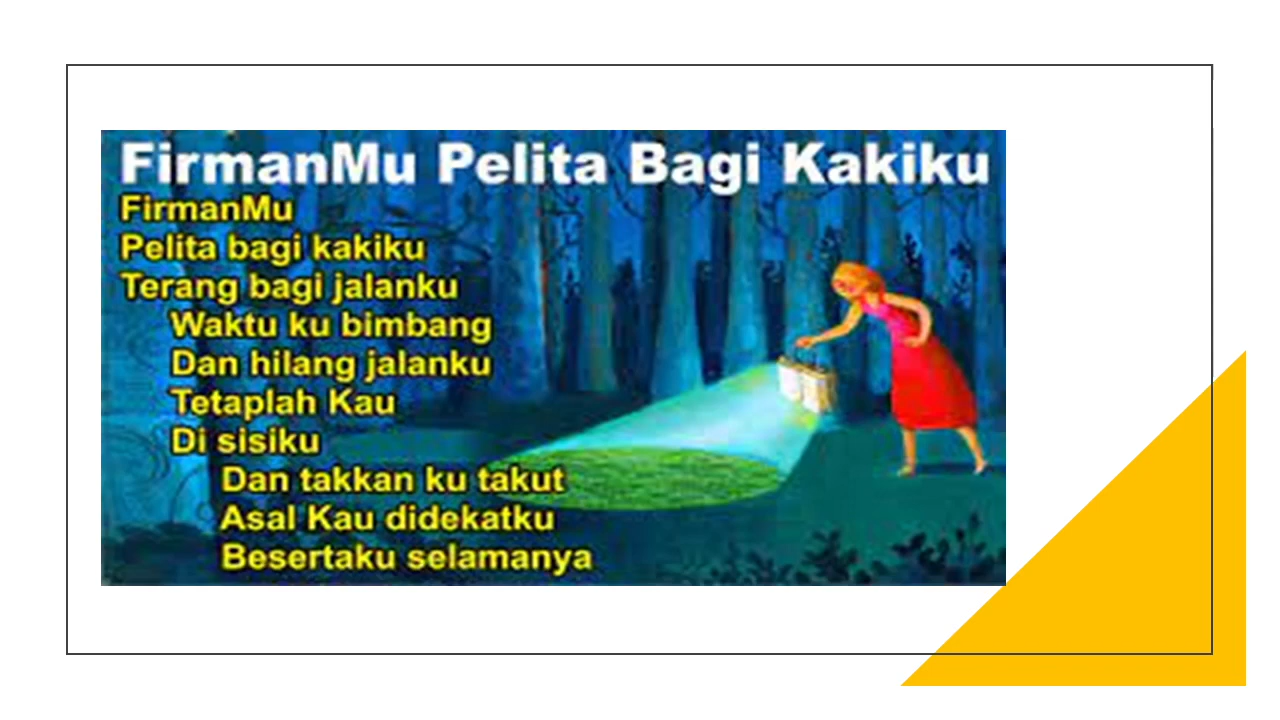 FirmanMu Pelita Bagi Kakiku
FirmanMu
Pelita bagi kakiku
Terang bagi jalanku
Waktu ku bimbang
Dan hilang jalanku
Tetaplah Kau
Di sisiku
Dan takkan ku takut
Asal Kau didekatku
Besertaku selamanya